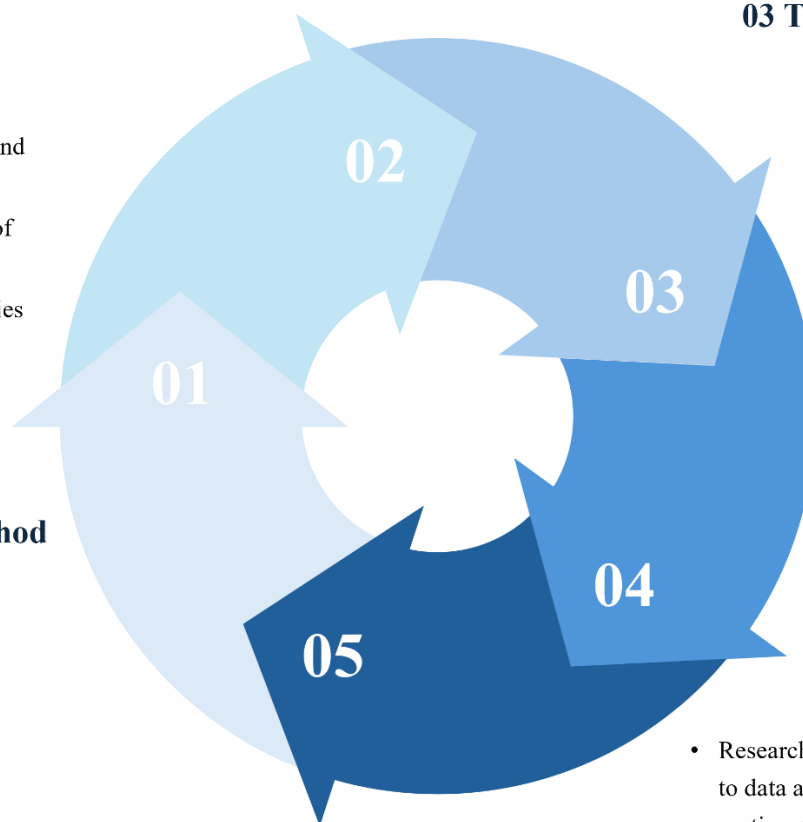 03 T
nd
of
ies
hod
02
03
01
04
05
• Research
to data a